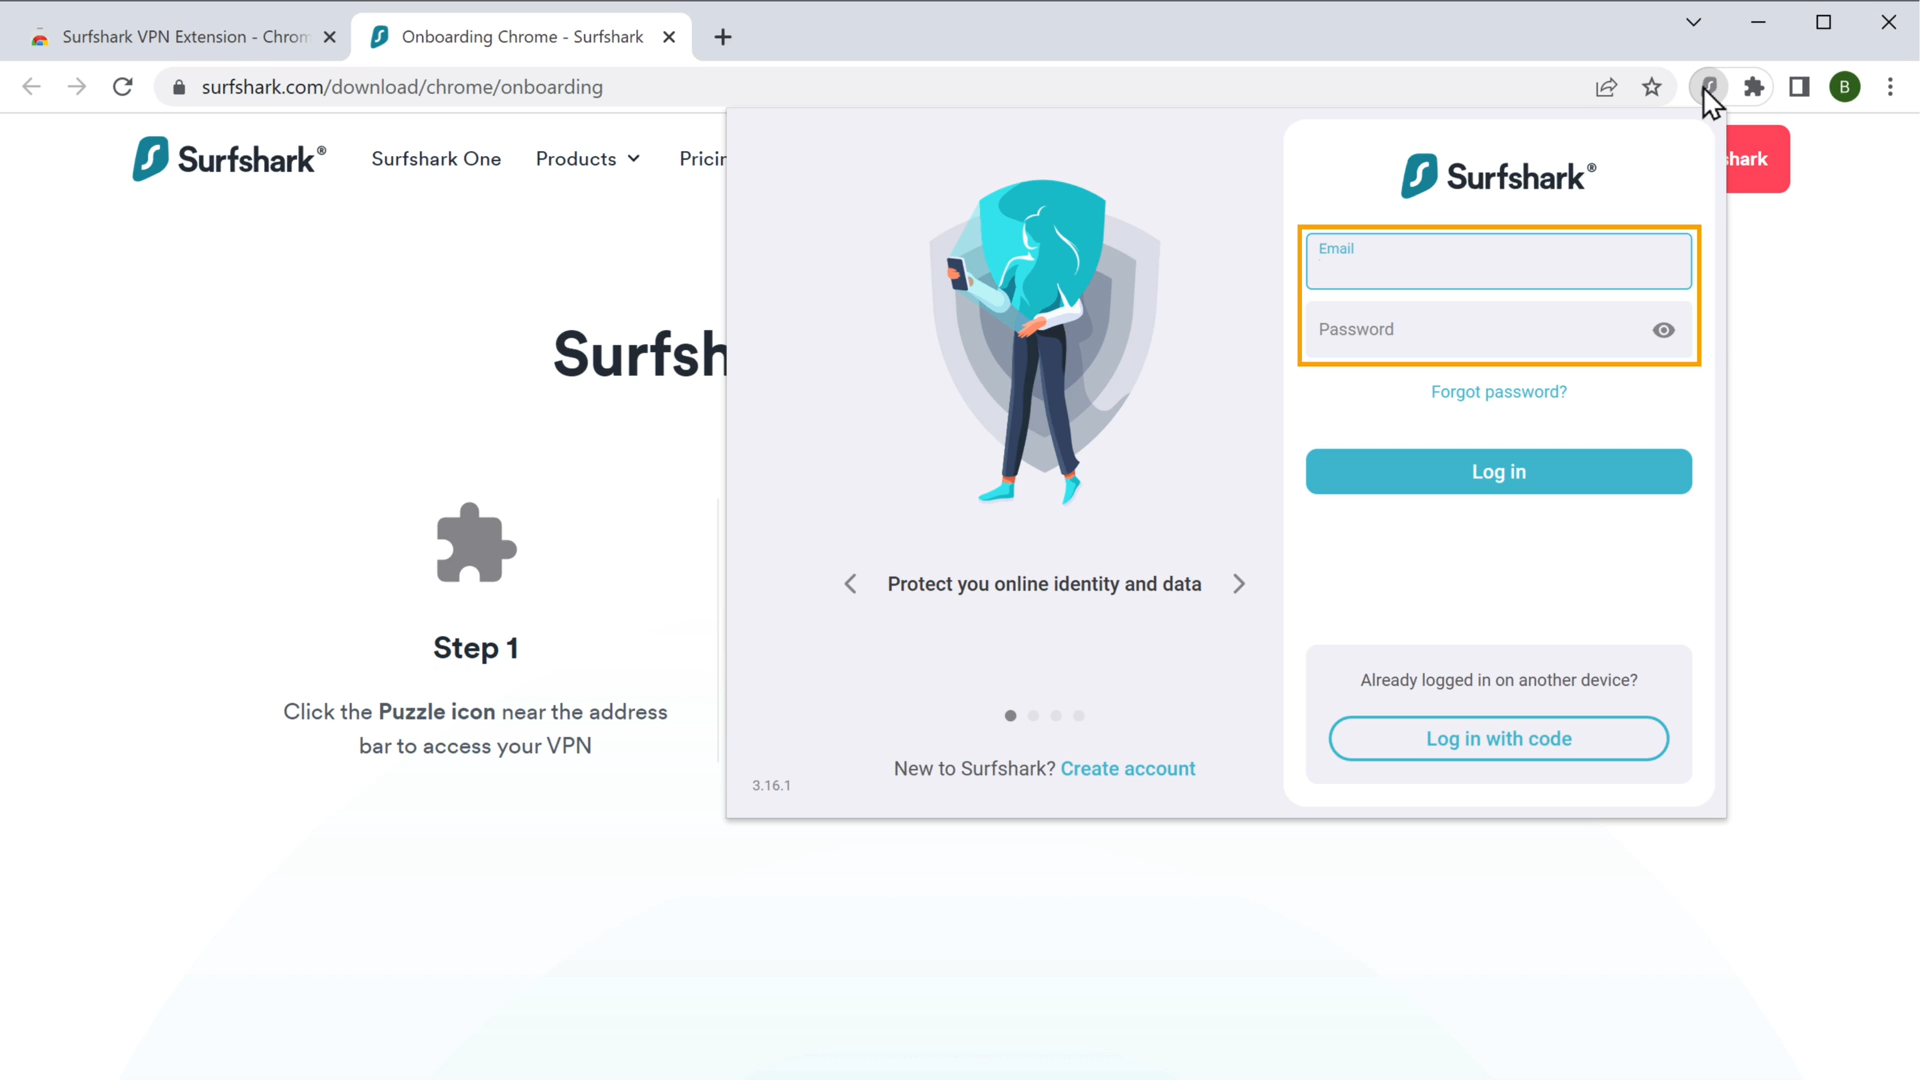 Surfshark VPN Extension - Chrom
Onboarding Chrome - Surfshark
surfshark.com/download/chrome/onboarding
B
Surfshark®
Surfshark One
Products
Pricin
shark
Surfsh
Step 1
Click the Puzzle icon near the address
bar to access your VPN
Protect you online identity and data
New to Surfshark? Create account
3.16.1
Surfshark®
Email
Password
Forgot password?
Log in
Already logged in on another device?
Log in with code